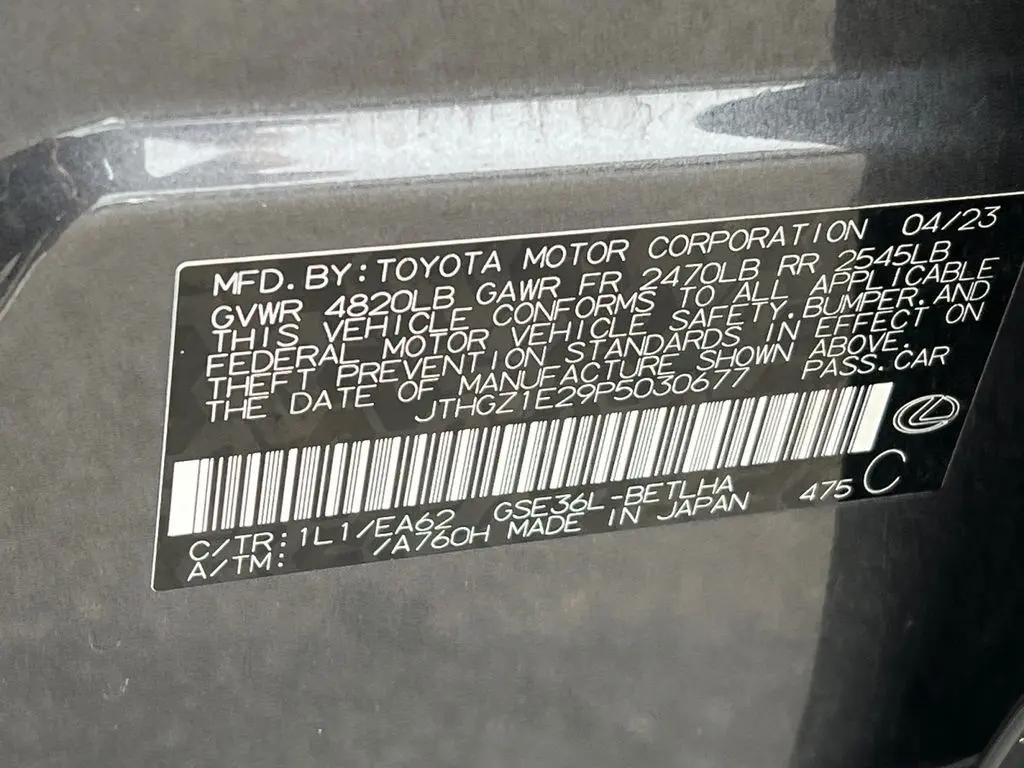 MFD. BY: TOYOTA MOTOR CORPORATION 04/23
GVWR 4820LB GAWR FR 2470LB RR 2545LB
THIS VEHICLE CONFORMS TO ALL APPLICABLE
FEDERAL MOTOR VEHICLE SAFETY, BUMPER, AND
THEFT PREVENTION STANDARDS IN EFFECT ON
THE DATE OF MANUFACTURE SHOWN ABOVE.
JTHGZ1E29P5030677 PASS. CAR
C/TR: 1L1/EA62 GSE36L-BETLHA 475 C
A/TM: /A760H MADE IN JAPAN